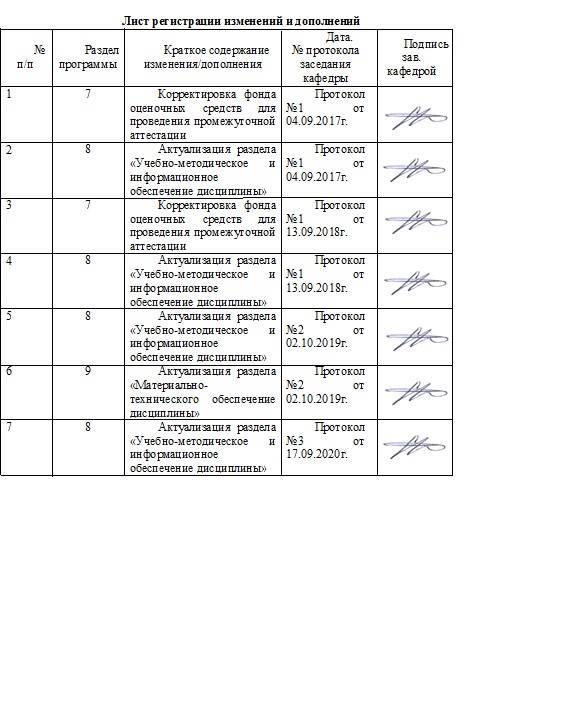 Лист регистрации изменений и дополнений
№ п/п
Раздел программы
Краткое содержание изменения/дополнения
Дата. № протокола заседания кафедры
Подпись зав. кафедрой
1
7
Корректировка фонда
оценочных средств для
проведения промежуточной
аттестации
Протокол
№1 от
04.09.2017г.
2
8
Актуализация раздела
«Учебно-методическое и
информационное
обеспечение дисциплины»
Протокол
№1 от
04.09.2017г.
3
7
Корректировка фонда
оценочных средств для
проведения промежуточной
аттестации
Протокол
№1 от
13.09.2018г.
4
8
Актуализация раздела
«Учебно-методическое и
информационное
обеспечение дисциплины»
Протокол
№1 от
13.09.2018г.
5
8
Актуализация раздела
«Учебно-методическое и
информационное
обеспечение дисциплины»
Протокол
№2 от
02.10.2019г.
6
9
Актуализация раздела
«Материально-
технического обеспечение
дисциплины»
Протокол
№2 от
02.10.2019г.
7
8
Актуализация раздела
«Учебно-методическое и
информационное
обеспечение дисциплины»
Протокол
№3 от
17.09.2020г.